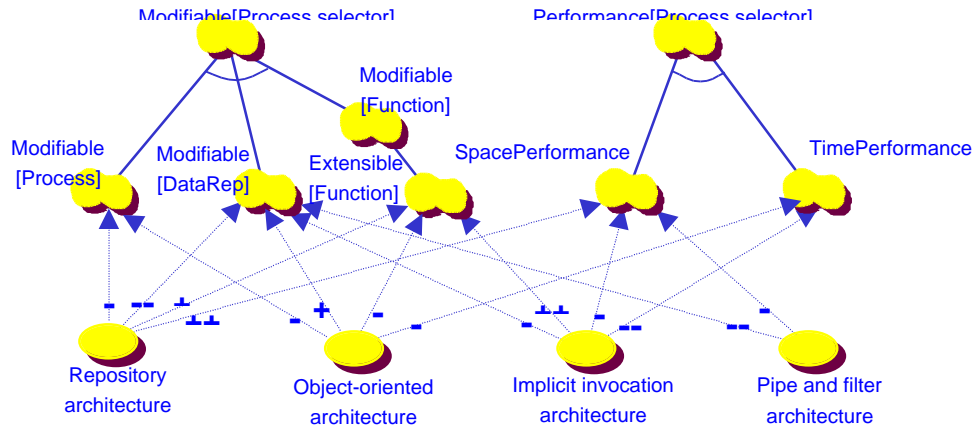 Modifiable[Process selector]
Performance[Process selector]
Modifiable
[Function]
Modifiable
[Process]
Modifiable
[DataRep]
Extensible
[Function]
SpacePerformance
TimePerformance
- -- + ++ - + - - - ++ - -- -- -
Repository
architecture
Object-oriented
architecture
Implicit invocation
architecture
Pipe and filter
architecture